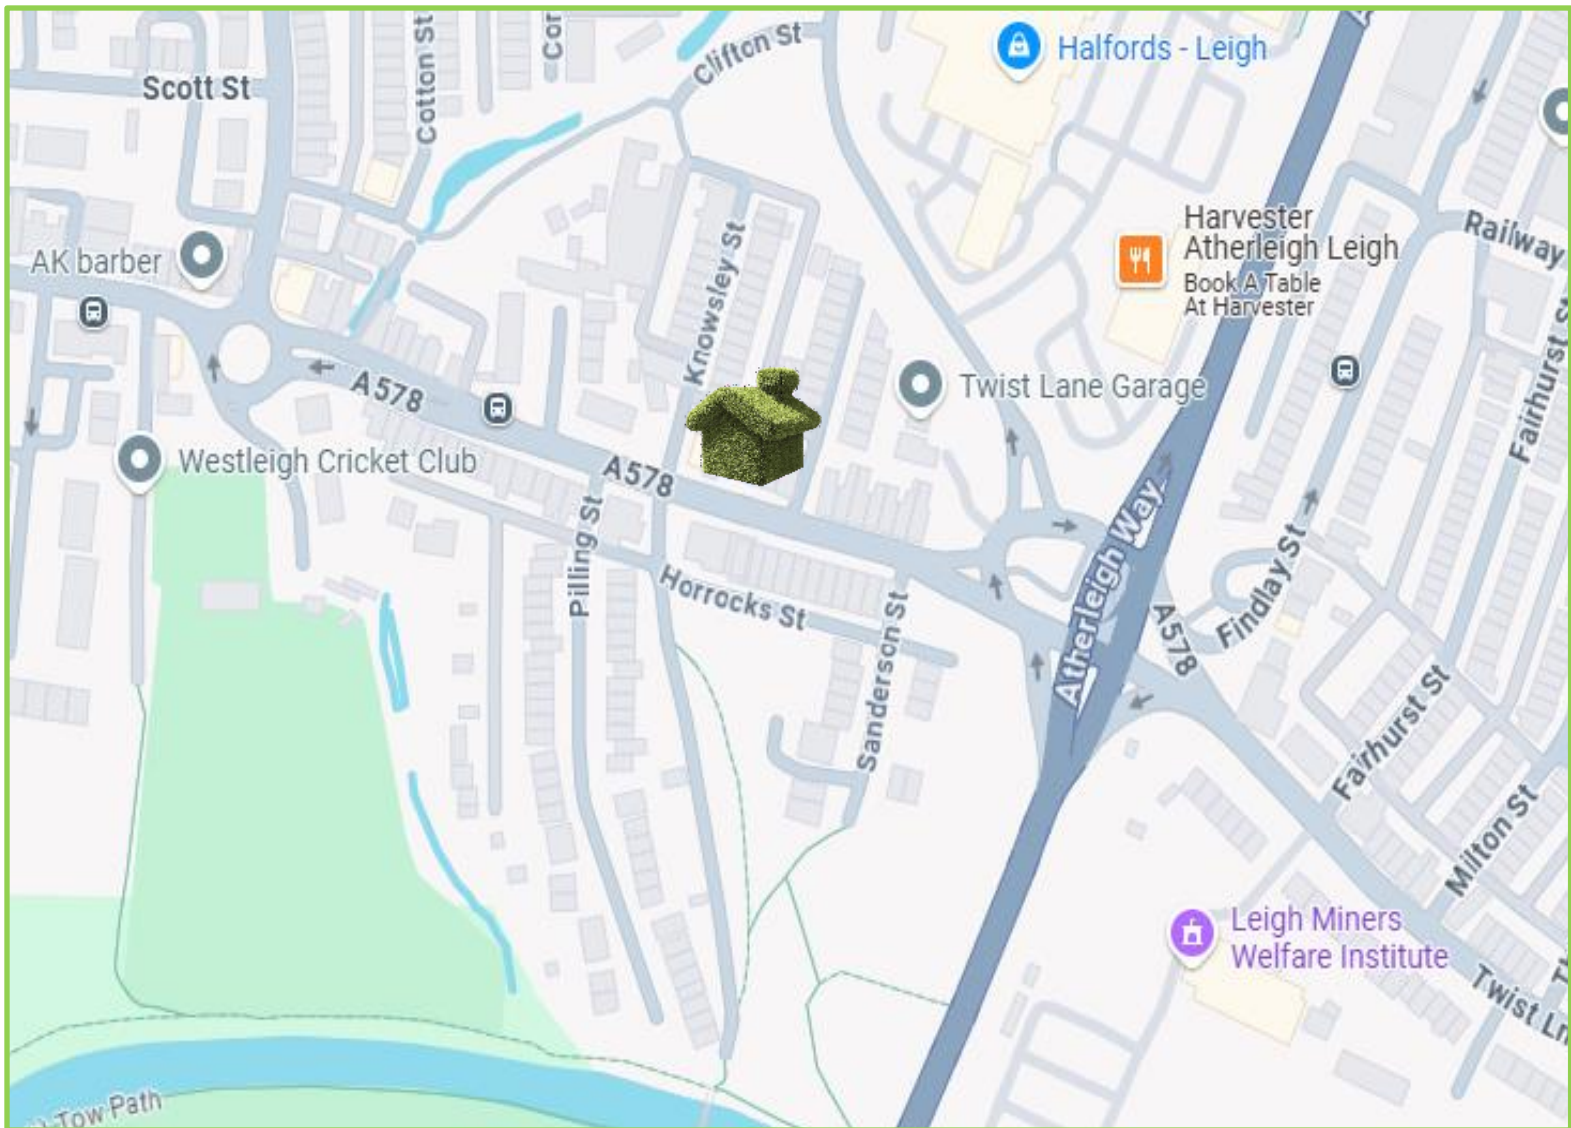 Clifton St
Cotton St
Cor
Halfords - Leigh
Scott St
Harvester
Atherleigh Leigh
Book A Table
At Harvester
Railway
AK barber
Knowsley St
Fairhurst St
A578
Twist Lane Garage
Westleigh Cricket Club
A578
Pilling St
Atherleigh Way
Horrocks St
Sanderson St
Findlay St
A578
Fairhurst St
Milton St
Leigh Miners
Welfare Institute
Twist Ln
Tow Path